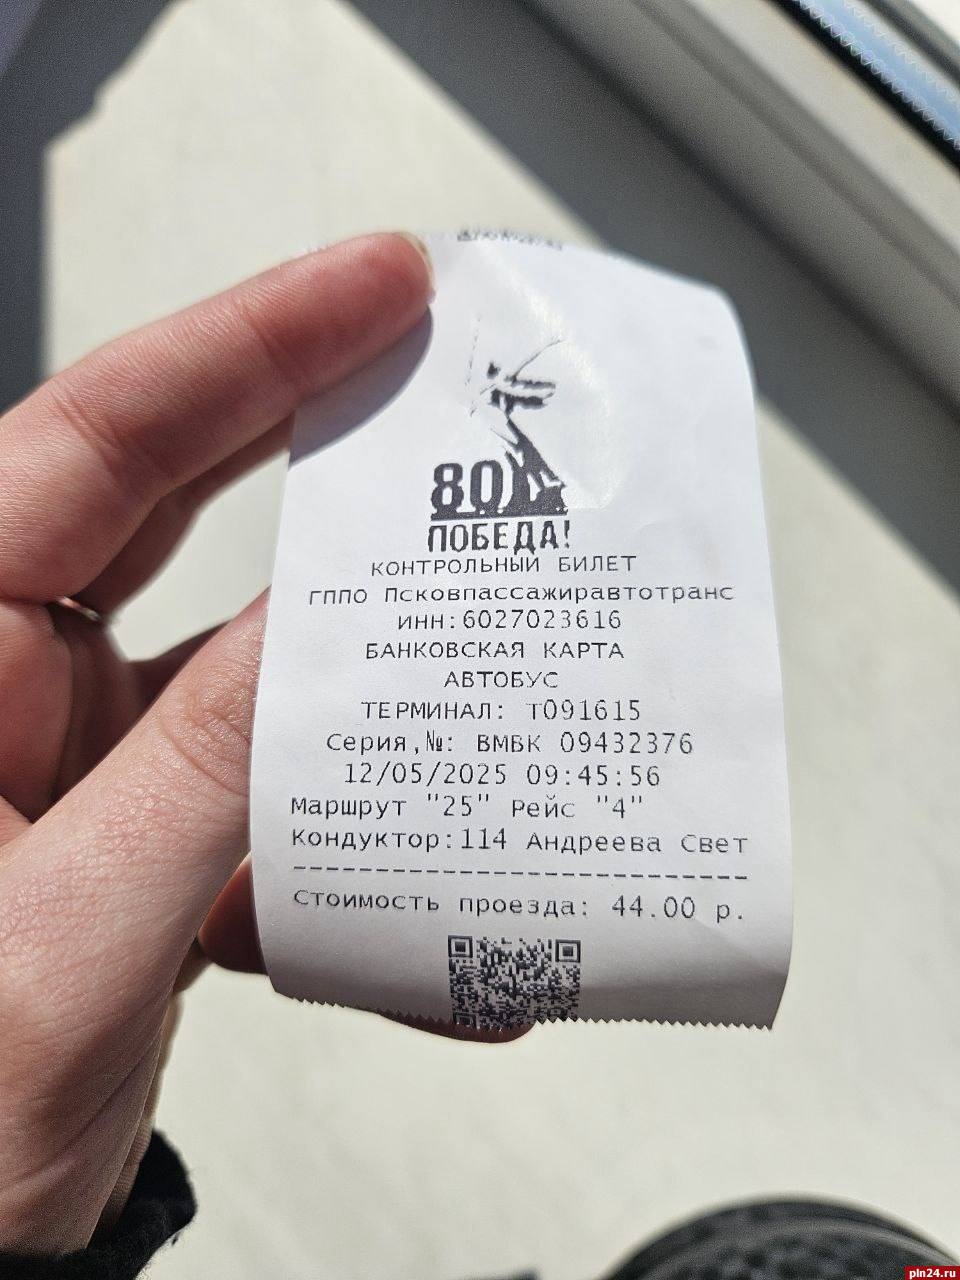 80
ПОБЕДА!
КОНТРОЛЬНЫЙ БИЛЕТ
ГППО Псковпассажиравтотранс
ИНН:6027023616
БАНКОВСКАЯ КАРТА
АВТОБУС
ТЕРМИНАЛ: Т091615
Серия,№: ВМБК 09432376
12/05/2025 09:45:56
Маршрут "25" Рейс "4"
Кондуктор:114 Андреева Свет
----------------------------
Стоимость проезда: 44.00 р.
pln24.ru